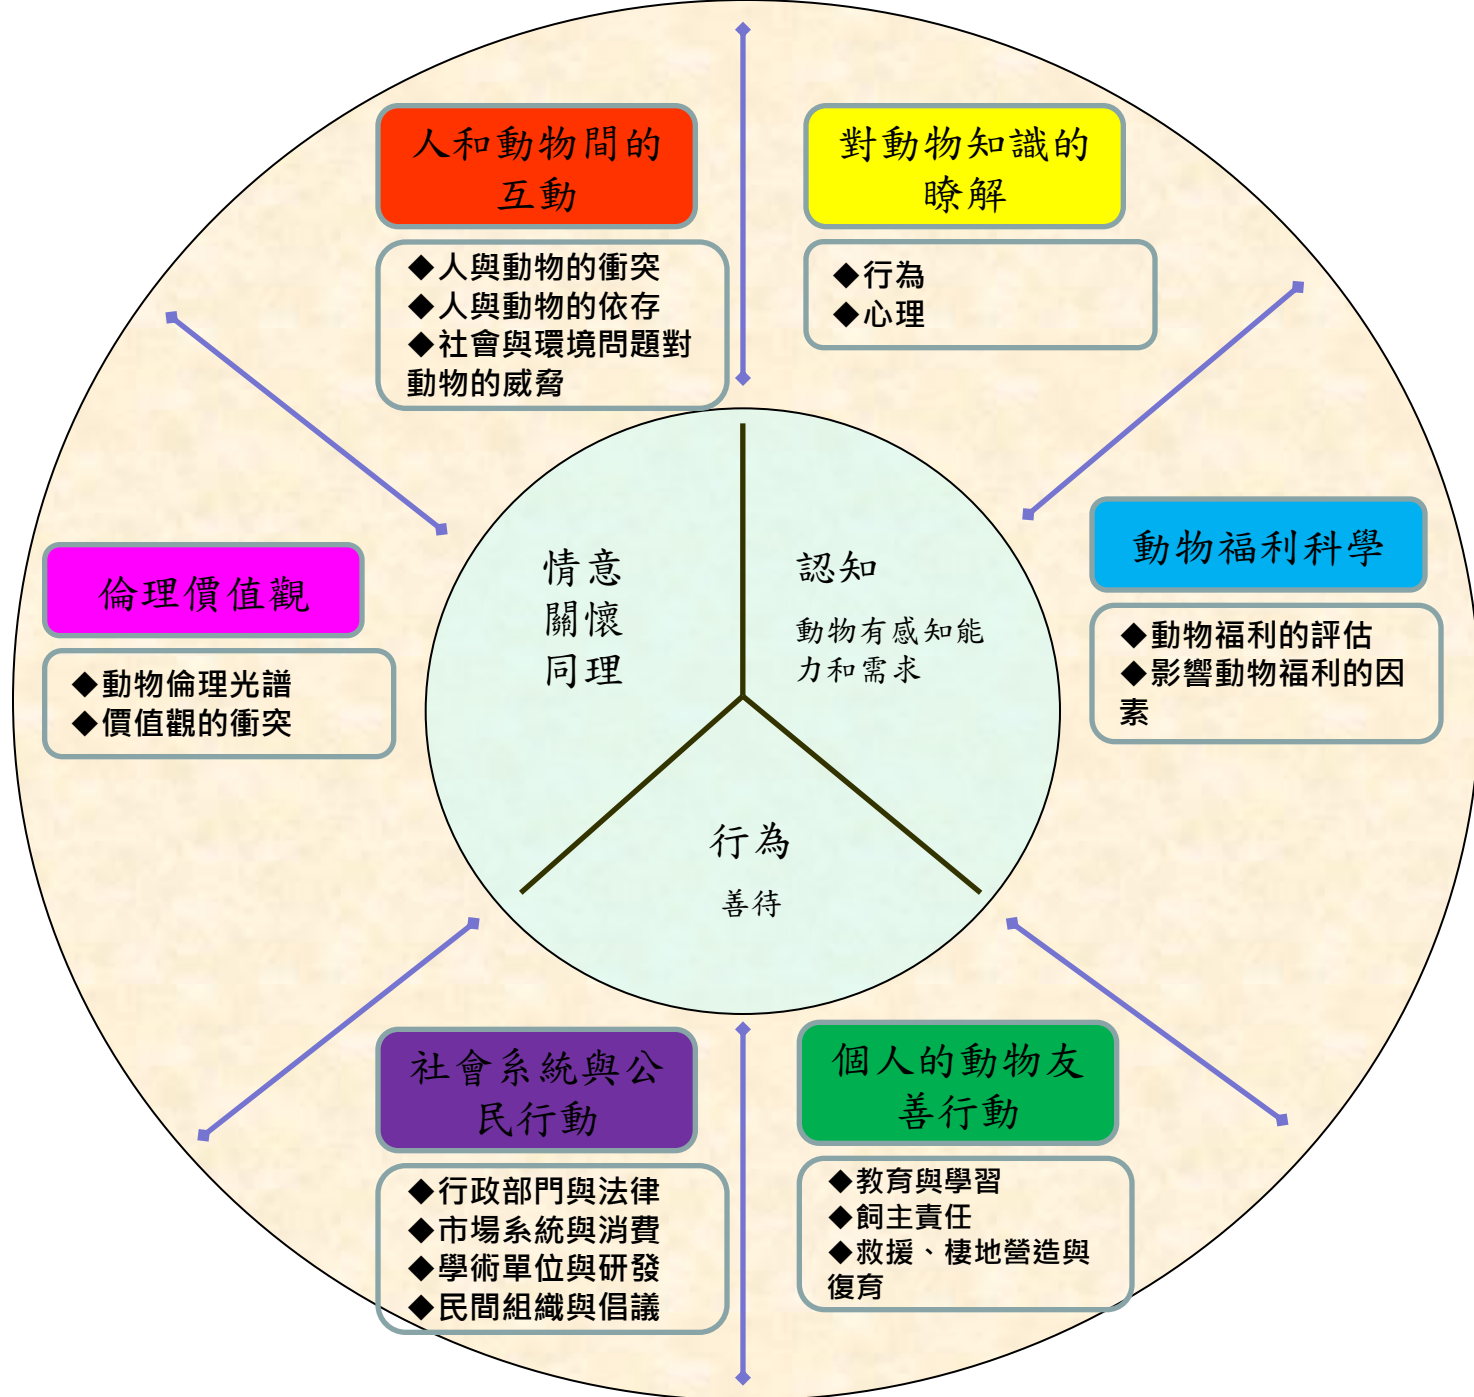 人和動物間的
互動
◆人與動物的衝突
◆人與動物的依存
◆社會與環境問題對
動物的威脅
對動物知識的
瞭解
◆行為
◆心理
倫理價值觀
◆動物倫理光譜
◆價值觀的衝突
情意
關懷
同理
認知
動物有感知能
力和需求
行為
善待
動物福利科學
◆動物福利的評估
◆影響動物福利的因
素
社會系統與公
民行動
◆行政部門與法律
◆市場系統與消費
◆學術單位與研發
◆民間組織與倡議
個人的動物友
善行動
◆教育與學習
◆飼主責任
◆救援、棲地營造與
復育